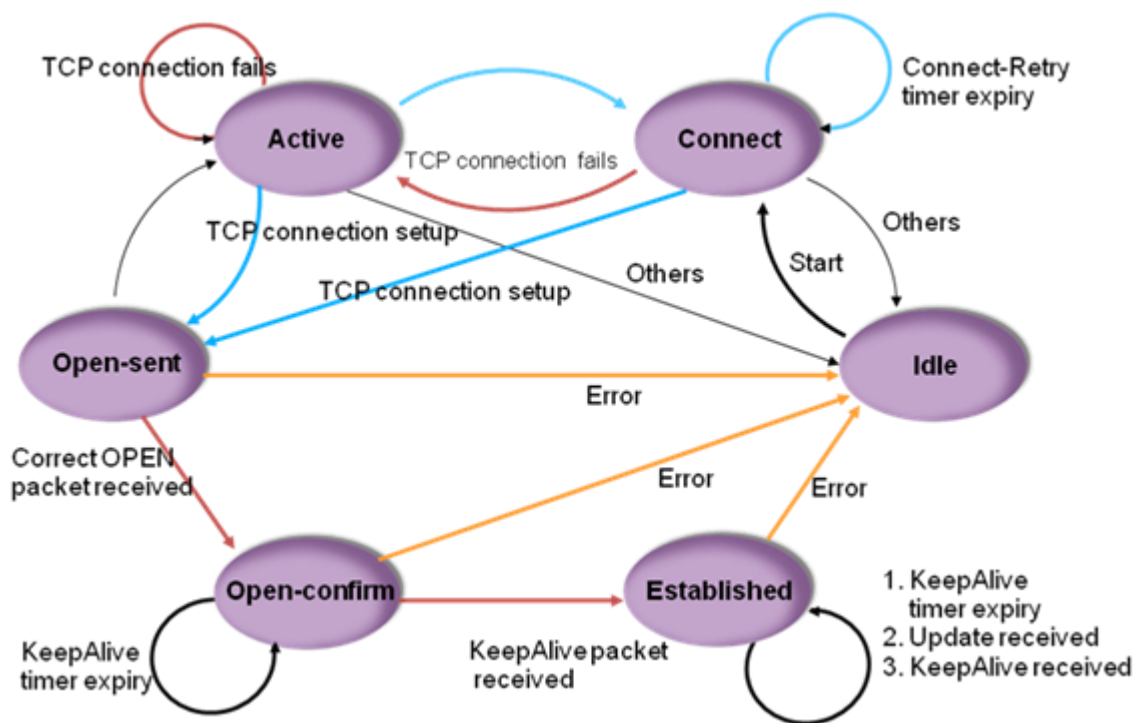 TCP connection fails
Connect-Retry
timer expiry
Active
Connect
TCP connection fails
Others
TCP connection setup
Start
Others
TCP connection setup
Open-sent
Idle
Error
Correct OPEN
packet received
Error
Error
Open-confirm
Established
1. KeepAlive
timer expiry
2. Update received
3. KeepAlive received
KeepAlive
timer expiry
KeepAlive packet
received